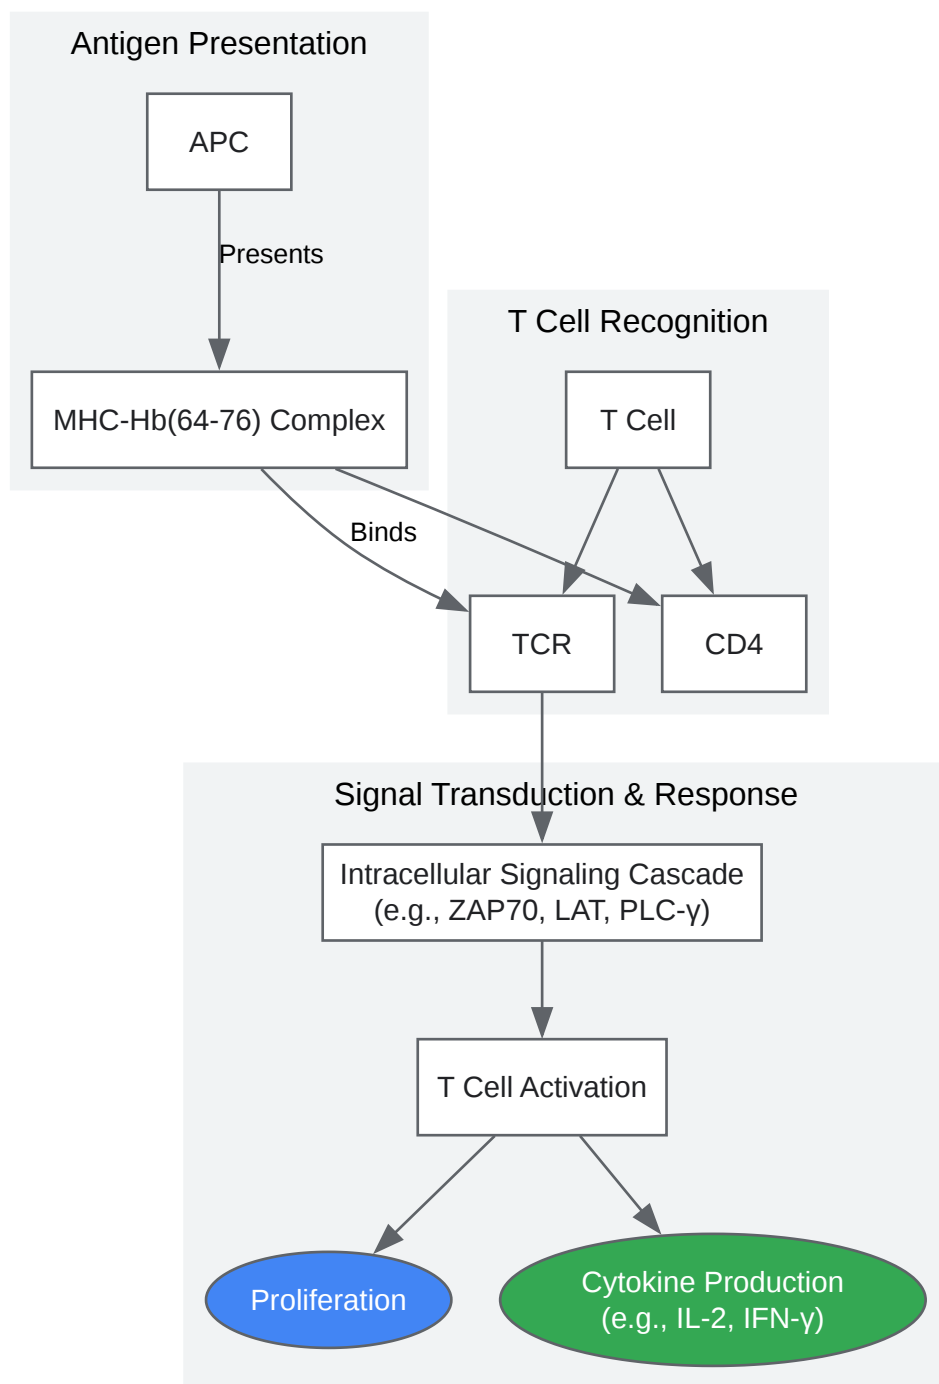 Antigen Presentation
APC
Presents
MHC-Hb(64-76) Complex
T Cell Recognition
T Cell
Binds
TCR
CD4
Signal Transduction & Response
Intracellular Signaling Cascade
(e.g., ZAP70, LAT, PLC-γ)
T Cell Activation
Proliferation
Cytokine Production
(e.g., IL-2, IFN-γ)